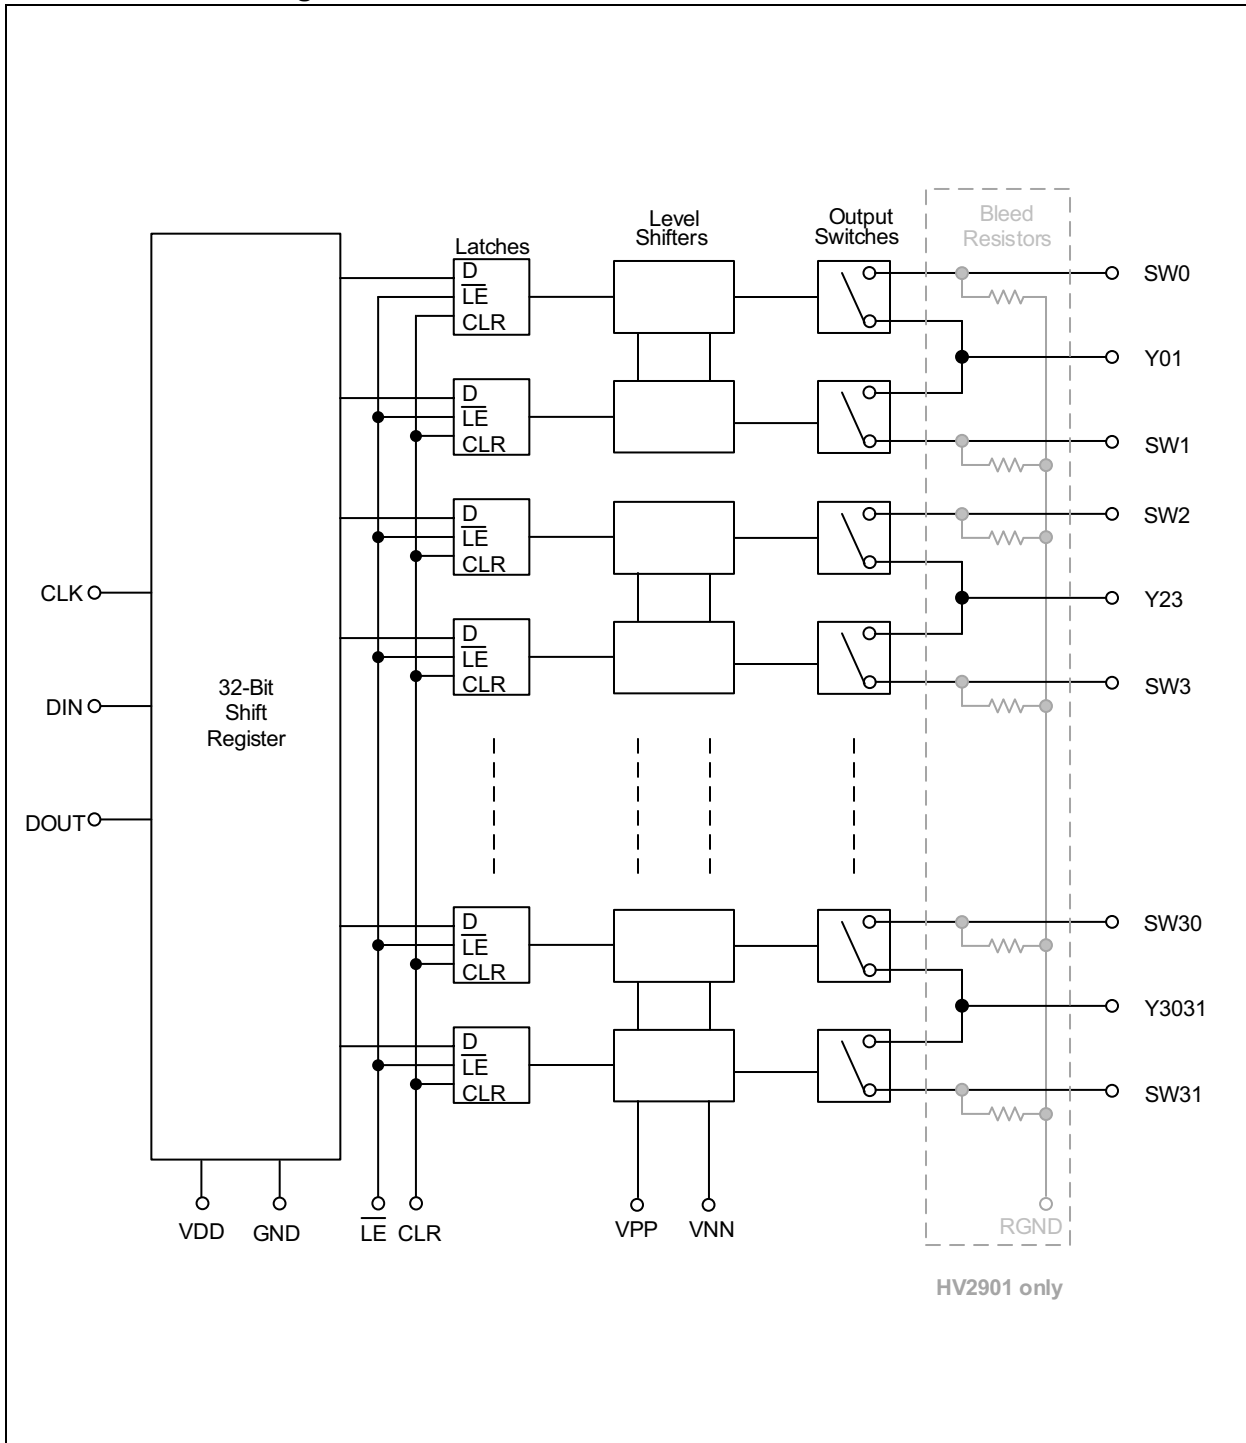 Latches
Level
Shifters
Output
Switches
Bleed
Resistors
D
LE
CLR
SW0
Y01
D
LE
CLR
SW1
D
LE
CLR
SW2
CLK
Y23
D
LE
CLR
SW3
DIN
32-Bit
Shift
Register
DOUT
D
LE
CLR
SW30
Y3031
D
LE
CLR
SW31
VDD
GND
LE
CLR
VPP
VNN
RGND
HV2901 only